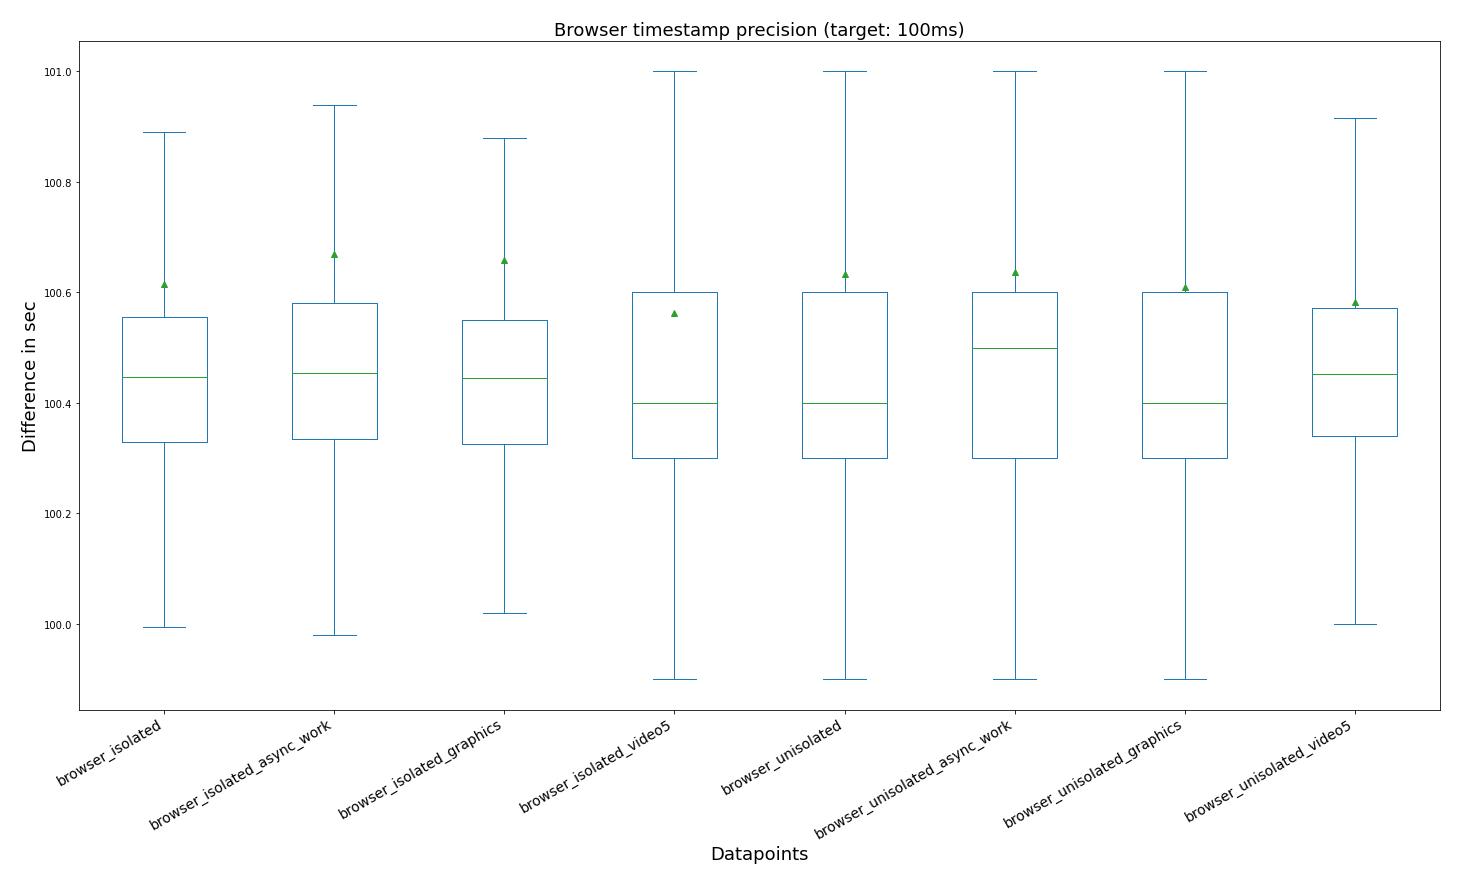 Browser timestamp precision (target: 100ms)
Difference in sec
101.0
100.8
100.6
100.4
100.2
100.0
browser_isolated
browser_isolated_async_work
browser_isolated_graphics
browser_isolated_video5
browser_unisolated
browser_unisolated_async_work
browser_unisolated_graphics
browser_unisolated_video5
Datapoints